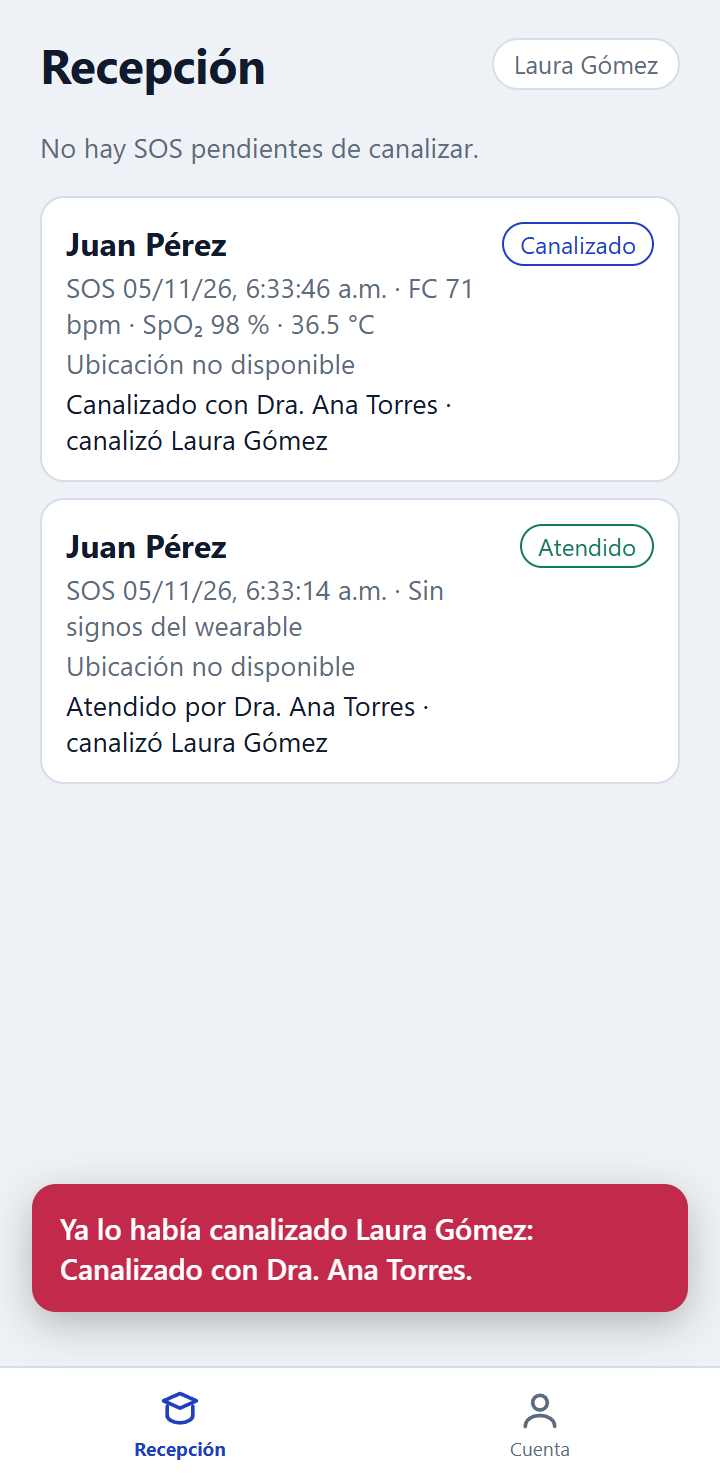 Recepción
Laura Gómez
No hay SOS pendientes de canalizar.
Juan Pérez
Canalizado
SOS 05/11/26, 6:33:46 a.m. · FC 71
bpm · SpO₂ 98 % · 36.5 °C
Ubicación no disponible
Canalizado con Dra. Ana Torres ·
canalizó Laura Gómez
Juan Pérez
Atendido
SOS 05/11/26, 6:33:14 a.m. · Sin
signos del wearable
Ubicación no disponible
Atendido por Dra. Ana Torres ·
canalizó Laura Gómez
Ya lo había canalizado Laura Gómez:
Canalizado con Dra. Ana Torres.
Recepción
Cuenta